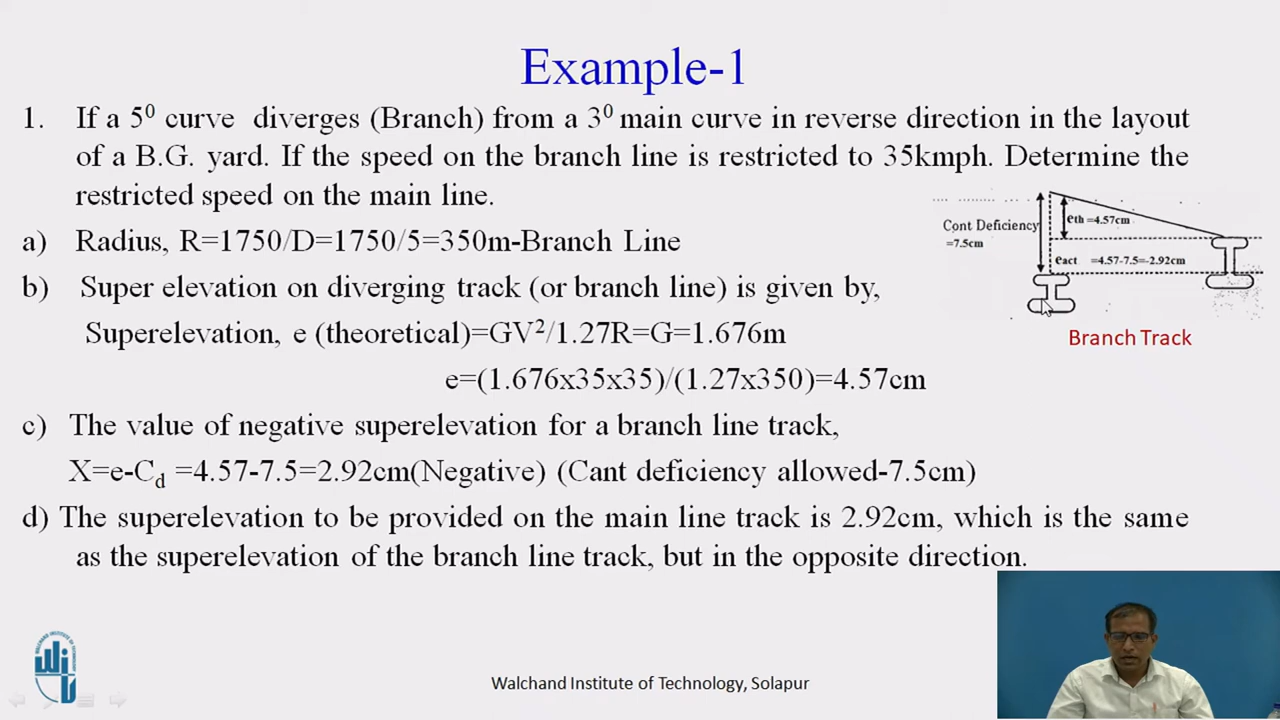 Example-1
1. If a 5⁰ curve diverges (Branch) from a 3⁰ main curve in reverse direction in the layout
of a B.G. yard. If the speed on the branch line is restricted to 35kmph. Determine the
restricted speed on the main line.
a) Radius, R=1750/D=1750/5=350m-Branch Line
b) Super elevation on diverging track (or branch line) is given by,
Superelevation, e (theoretical)=GV²/1.27R=G=1.676m
e=(1.676x35x35)/(1.27x350)=4.57cm
c) The value of negative superelevation for a branch line track,
X=e-Cd =4.57-7.5=2.92cm(Negative) (Cant deficiency allowed-7.5cm)
d) The superelevation to be provided on the main line track is 2.92cm, which is the same
as the superelevation of the branch line track, but in the opposite direction.
Cont Deficiency
=7.5cm
eth =4.57cm
eact =4.57-7.5=-2.92cm
Branch Track
Walchand Institute of Technology, Solapur